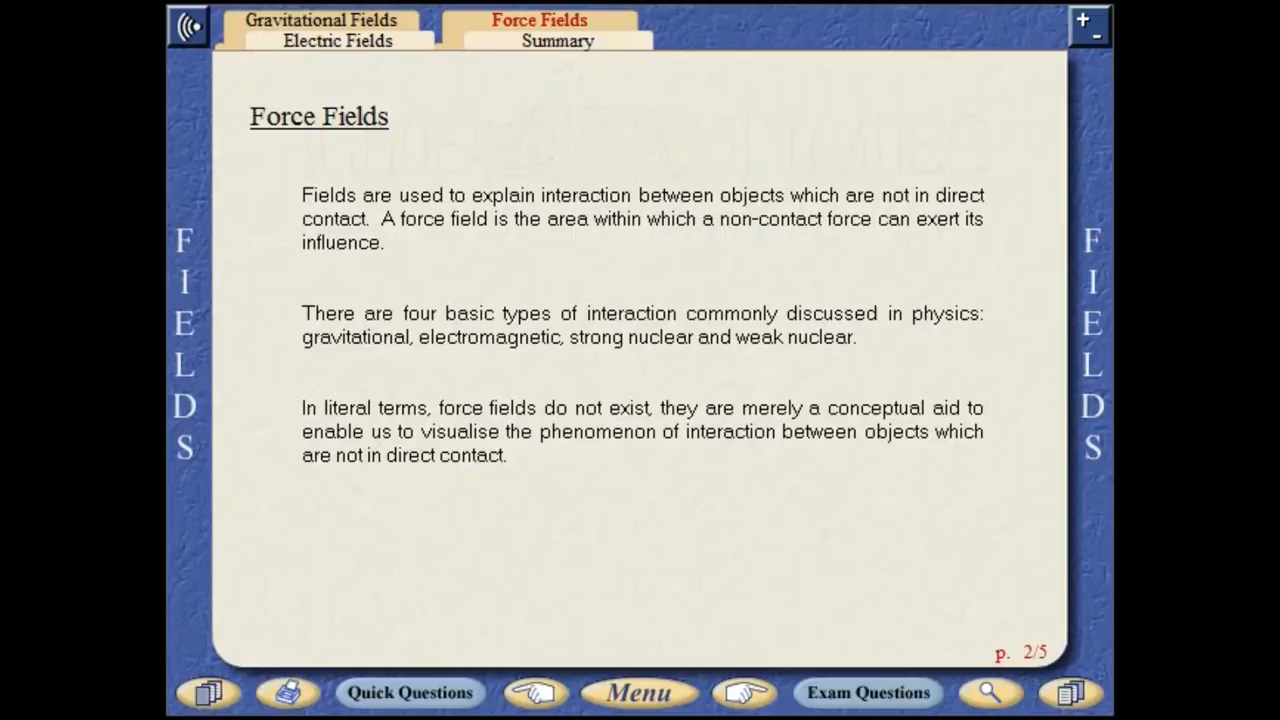 Gravitational Fields
Force Fields
Electric Fields
Summary
+
-
Force Fields
Fields are used to explain interaction between objects which are not in direct
contact. A force field is the area within which a non-contact force can exert its
influence.
There are four basic types of interaction commonly discussed in physics:
gravitational, electromagnetic, strong nuclear and weak nuclear.
In literal terms, force fields do not exist, they are merely a conceptual aid to
enable us to visualise the phenomenon of interaction between objects which
are not in direct contact.
F
I
E
L
D
S
F
I
E
L
D
S
p. 2/5
Quick Questions
Menu
Exam Questions